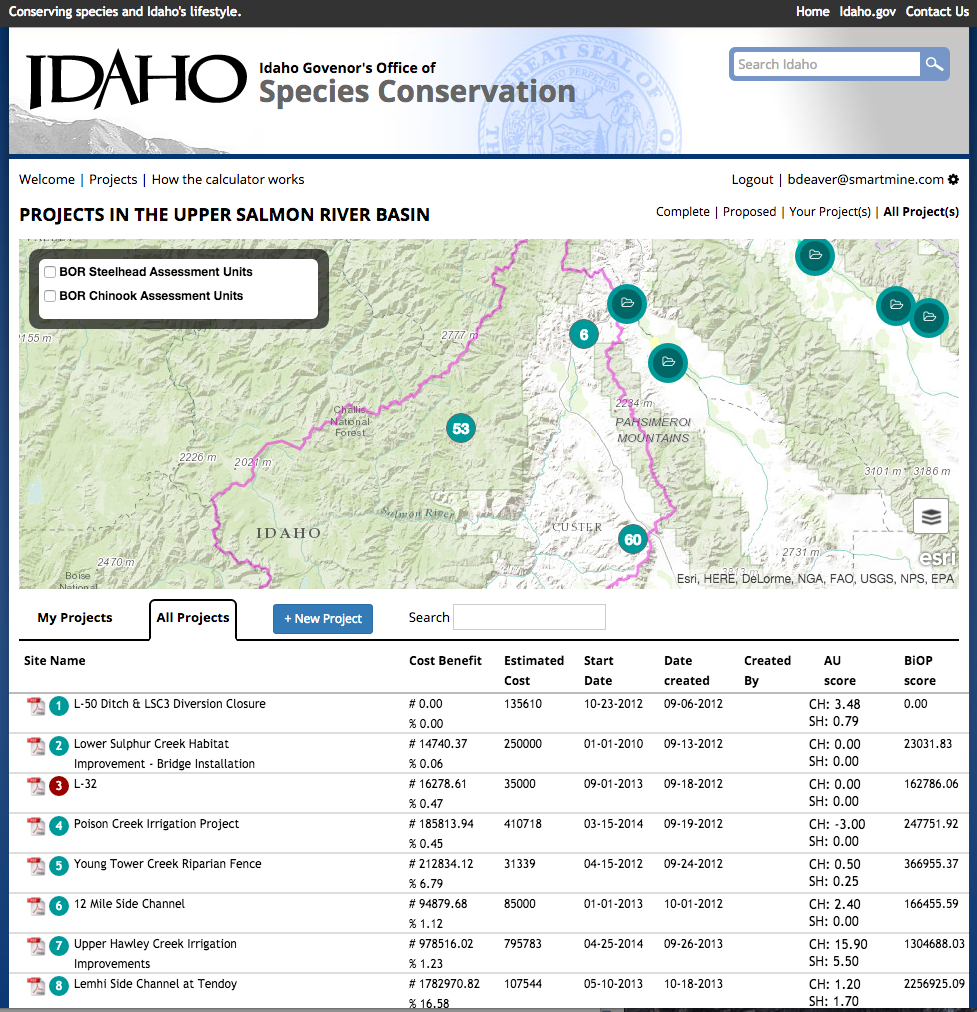 Conserving species and Idaho's lifestyle.
Home Idaho.gov Contact Us
IDAHO
Idaho Govenor's Office of
Species Conservation
Search Idaho
Welcome | Projects | How the calculator works
Logout | bdeaver@smartmine.com
PROJECTS IN THE UPPER SALMON RIVER BASIN
Complete | Proposed | Your Project(s) | All Project(s)
BOR Steelhead Assessment Units
BOR Chinook Assessment Units
155 m
2777 m
6
2234 m
Challis
National
Forest
53
PAHSIMEROI
MOUNTAINS
2226 m
2021 m
3101 m
3186 m
Salmon River
IDAHO
CUSTER
60
2470 m
2731 m
esri
Boise
National
Esri, HERE, DeLorme, NGA, FAO, USGS, NPS, EPA
My Projects
All Projects
+ New Project
Search
Site Name Cost Benefit Estimated Cost Start Date Date created Created By AU score BiOP score
1 L-50 Ditch & LSC3 Diversion Closure # 0.00 135610 10-23-2012 09-06-2012 CH: 3.48 0.00
% 0.00 SH: 0.79
2 Lower Sulphur Creek Habitat # 14740.37 250000 01-01-2010 09-13-2012 CH: 0.00 23031.83
Improvement - Bridge Installation % 0.06 SH: 0.00
3 L-32 # 16278.61 35000 09-01-2013 09-18-2012 CH: 0.00 162786.06
% 0.47 SH: 0.00
4 Poison Creek Irrigation Project # 185813.94 410718 03-15-2014 09-19-2012 CH: -3.00 247751.92
% 0.45 SH: 0.00
5 Young Tower Creek Riparian Fence # 212834.12 31339 04-15-2012 09-24-2012 CH: 0.50 366955.37
% 6.79 SH: 0.25
6 12 Mile Side Channel # 94879.68 85000 01-01-2013 10-01-2012 CH: 2.40 166455.59
% 1.12 SH: 0.00
7 Upper Hawley Creek Irrigation # 978516.02 795783 04-25-2014 09-26-2013 CH: 15.90 1304688.03
Improvements % 1.23 SH: 5.50
8 Lemhi Side Channel at Tendoy # 1782970.82 107544 05-10-2013 10-18-2013 CH: 1.20 2256925.09
% 16.58 SH: 1.70